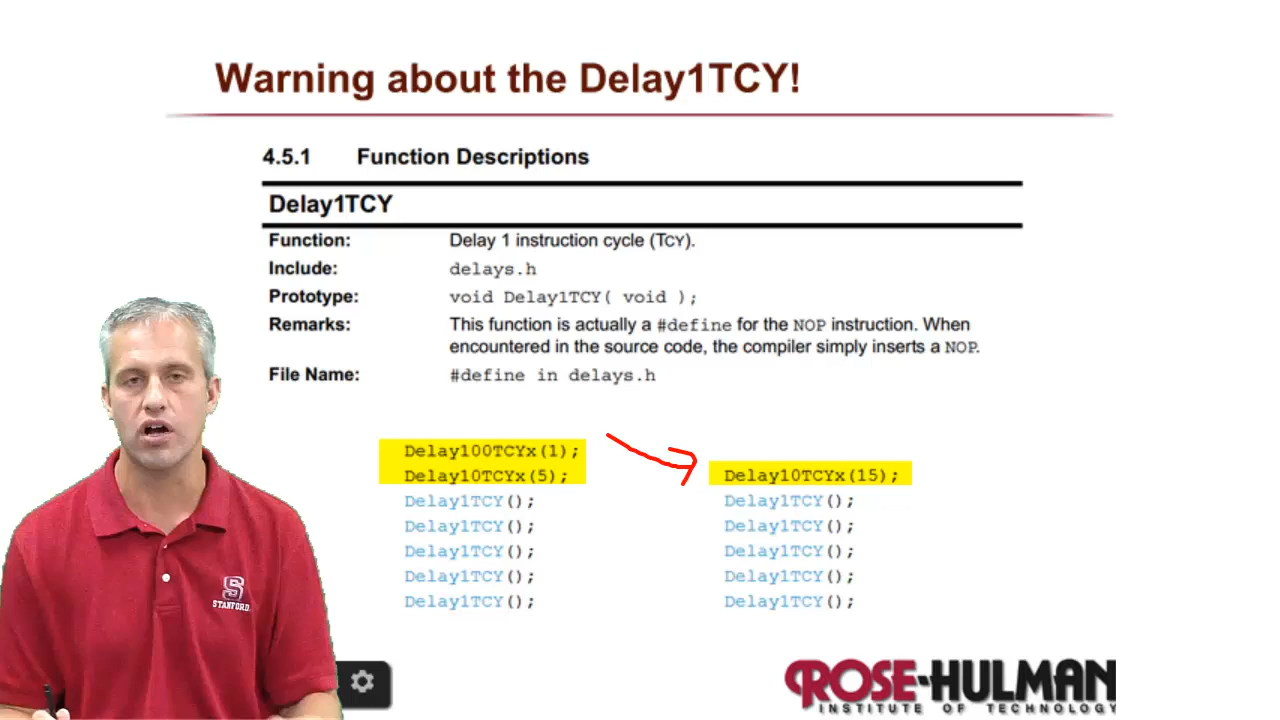 Warning about the Delay1TCY!
4.5.1 Function Descriptions
Delay1TCY
Function: Delay 1 instruction cycle (TCY).
Include: delays.h
Prototype: void Delay1TCY( void );
Remarks: This function is actually a #define for the NOP instruction. When
encountered in the source code, the compiler simply inserts a NOP.
File Name: #define in delays.h
Delay100TCYx(1);
Delay10TCYx(5);
Delay1TCY();
Delay1TCY();
Delay1TCY();
Delay1TCY();
Delay1TCY();
Delay10TCYx(15);
Delay1TCY();
Delay1TCY();
Delay1TCY();
Delay1TCY();
Delay1TCY();
S
STANFORD
ROSE-HULMAN
INSTITUTE OF TECHNOLOGY